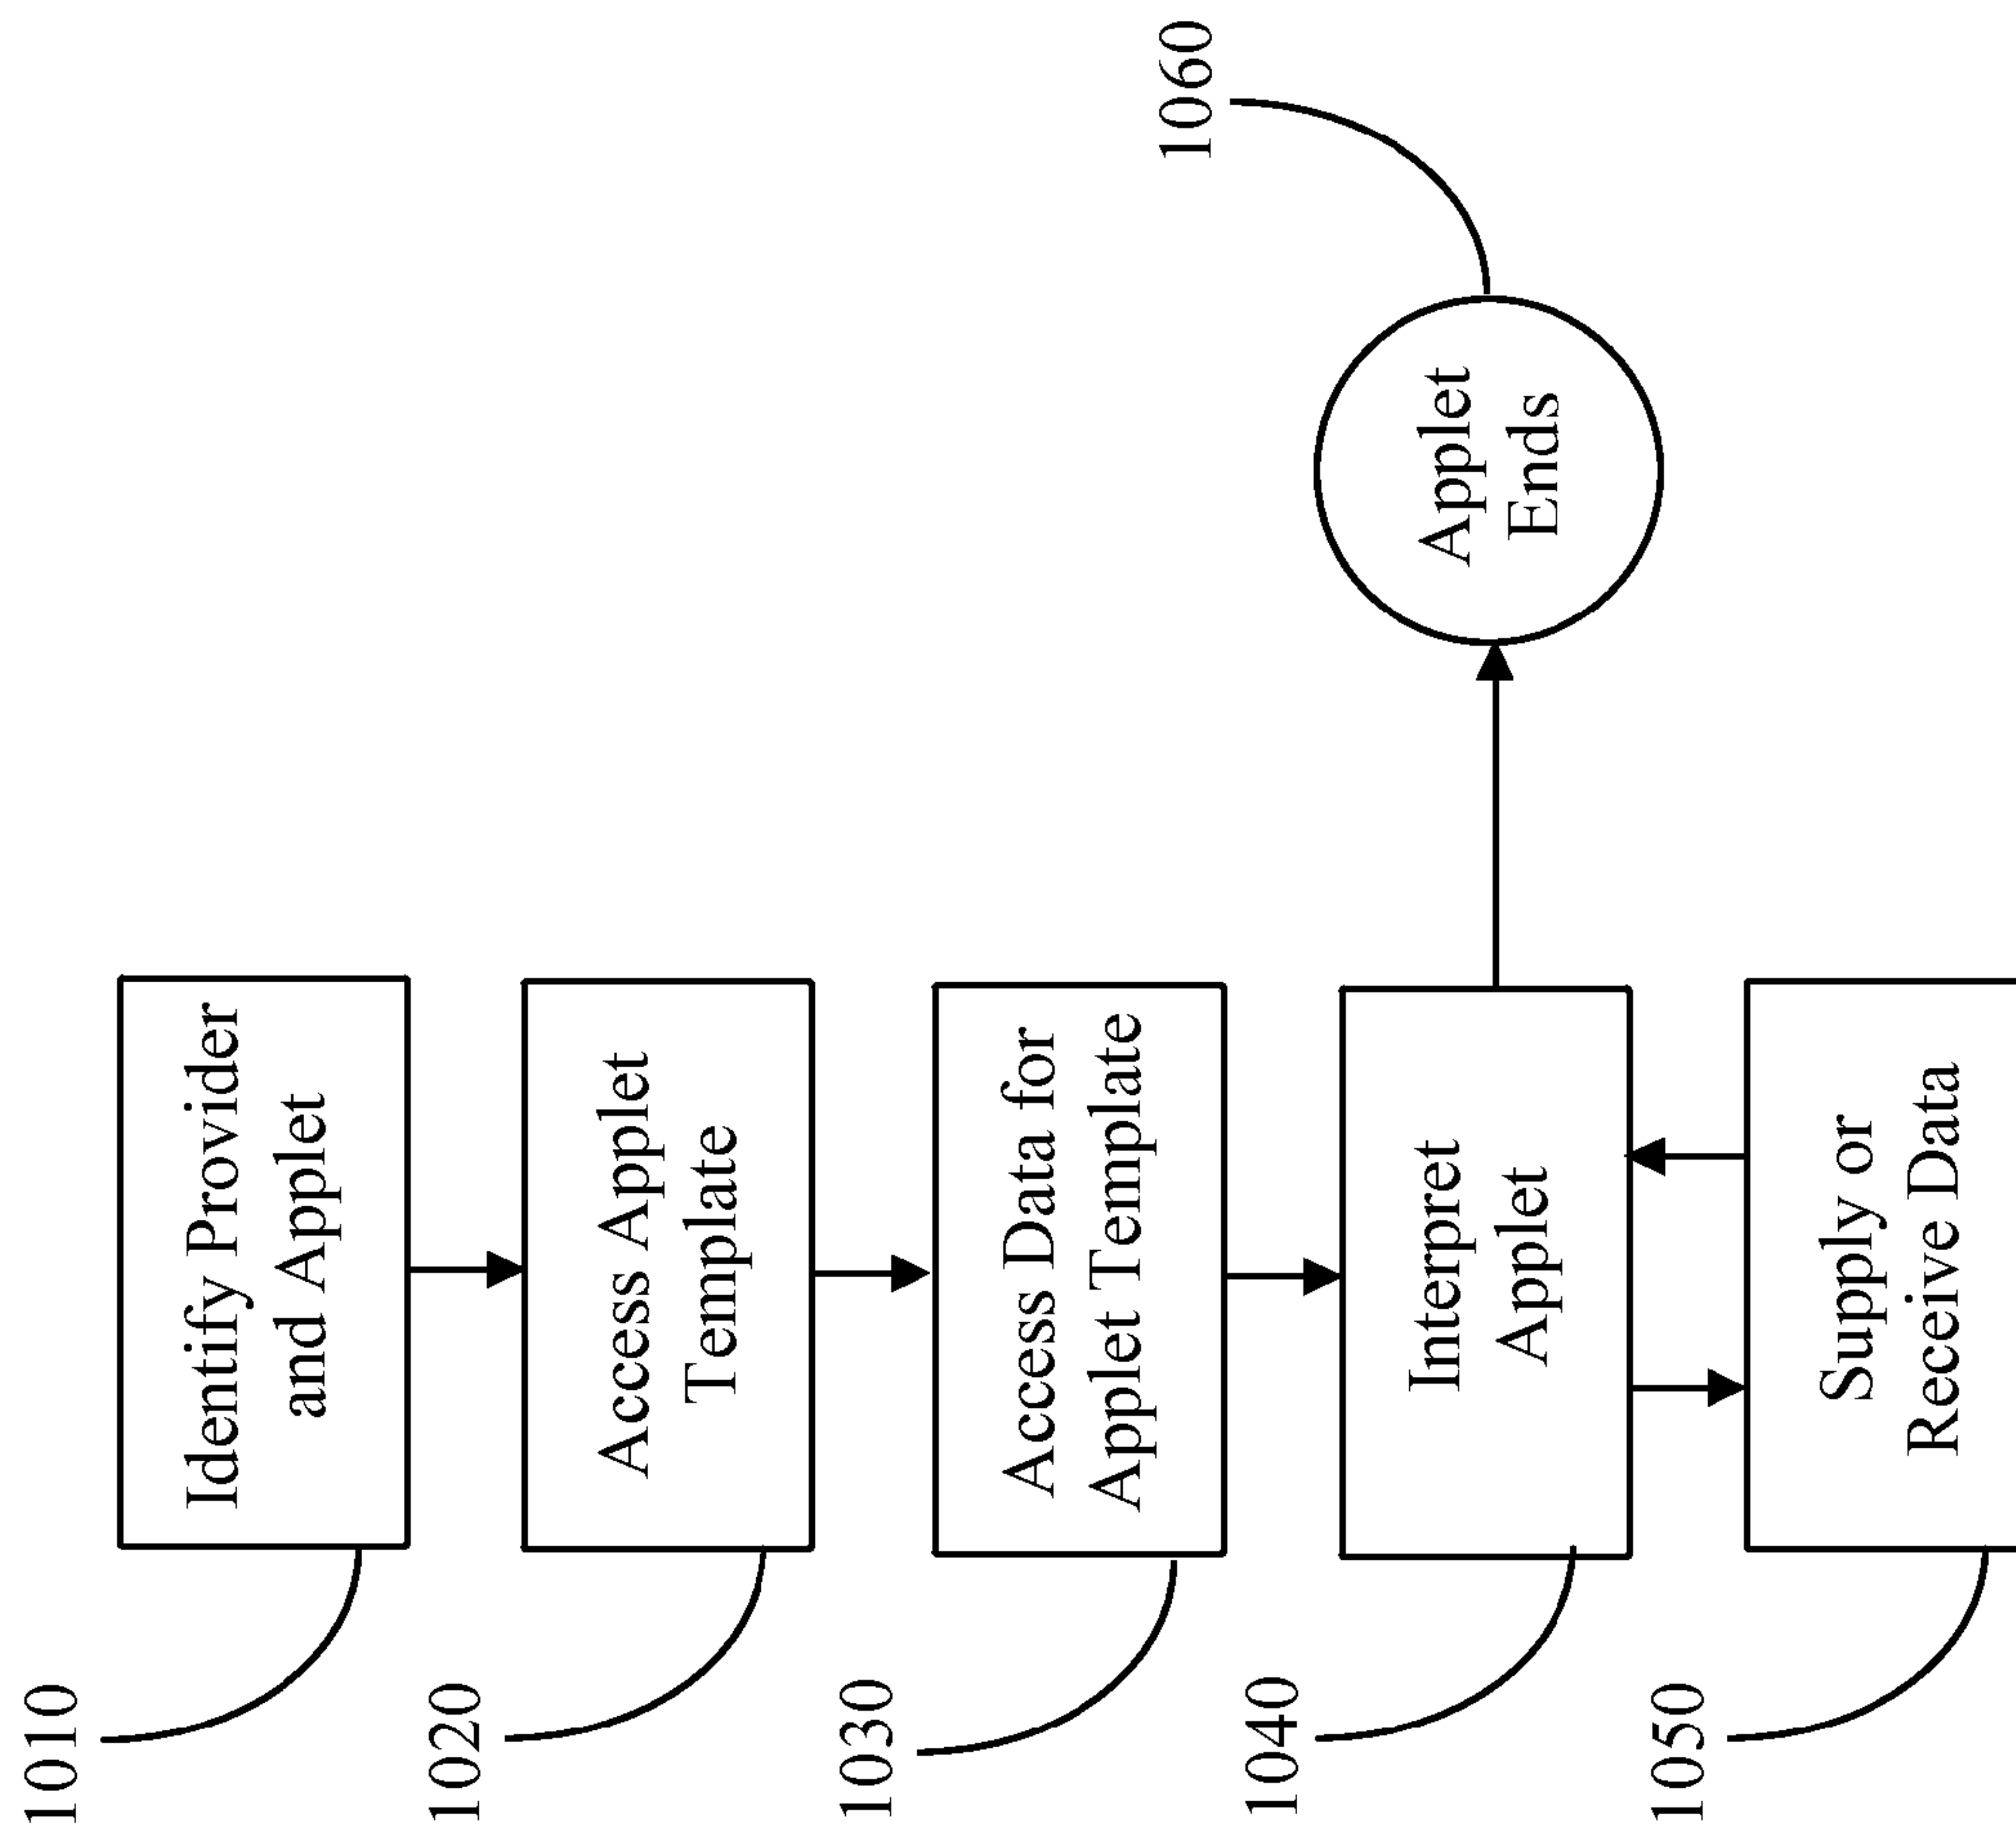 1010
Identify Provider
and Applet
1020
Access Applet
Template
1030
Access Data for
Applet Template
1040
Interpret
Applet
1060
Applet
Ends
1050
Supply or
Receive Data